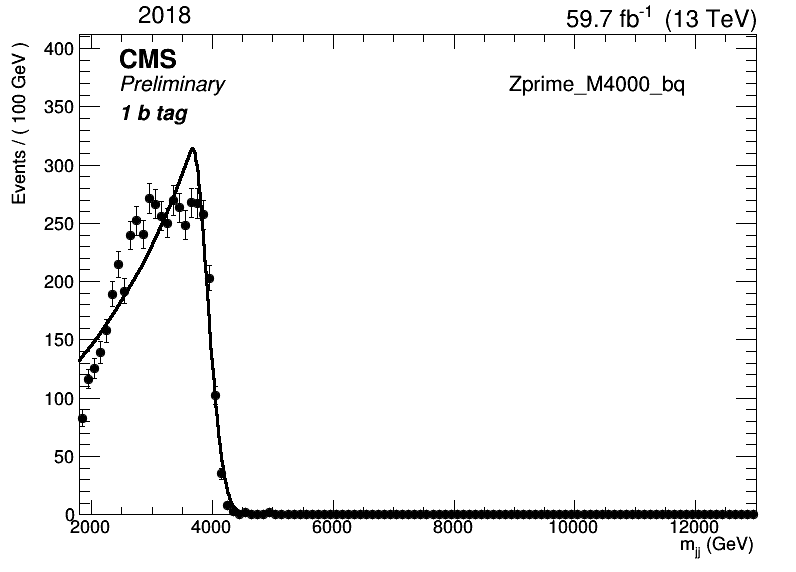 2018
59.7 fb⁻¹ (13 TeV)
CMS
Preliminary
1 b tag
Zprime_M4000_bq
Events / ( 100 GeV )
400
350
300
250
200
150
100
50
0
2000 4000 6000 8000 10000 12000
m_jj (GeV)